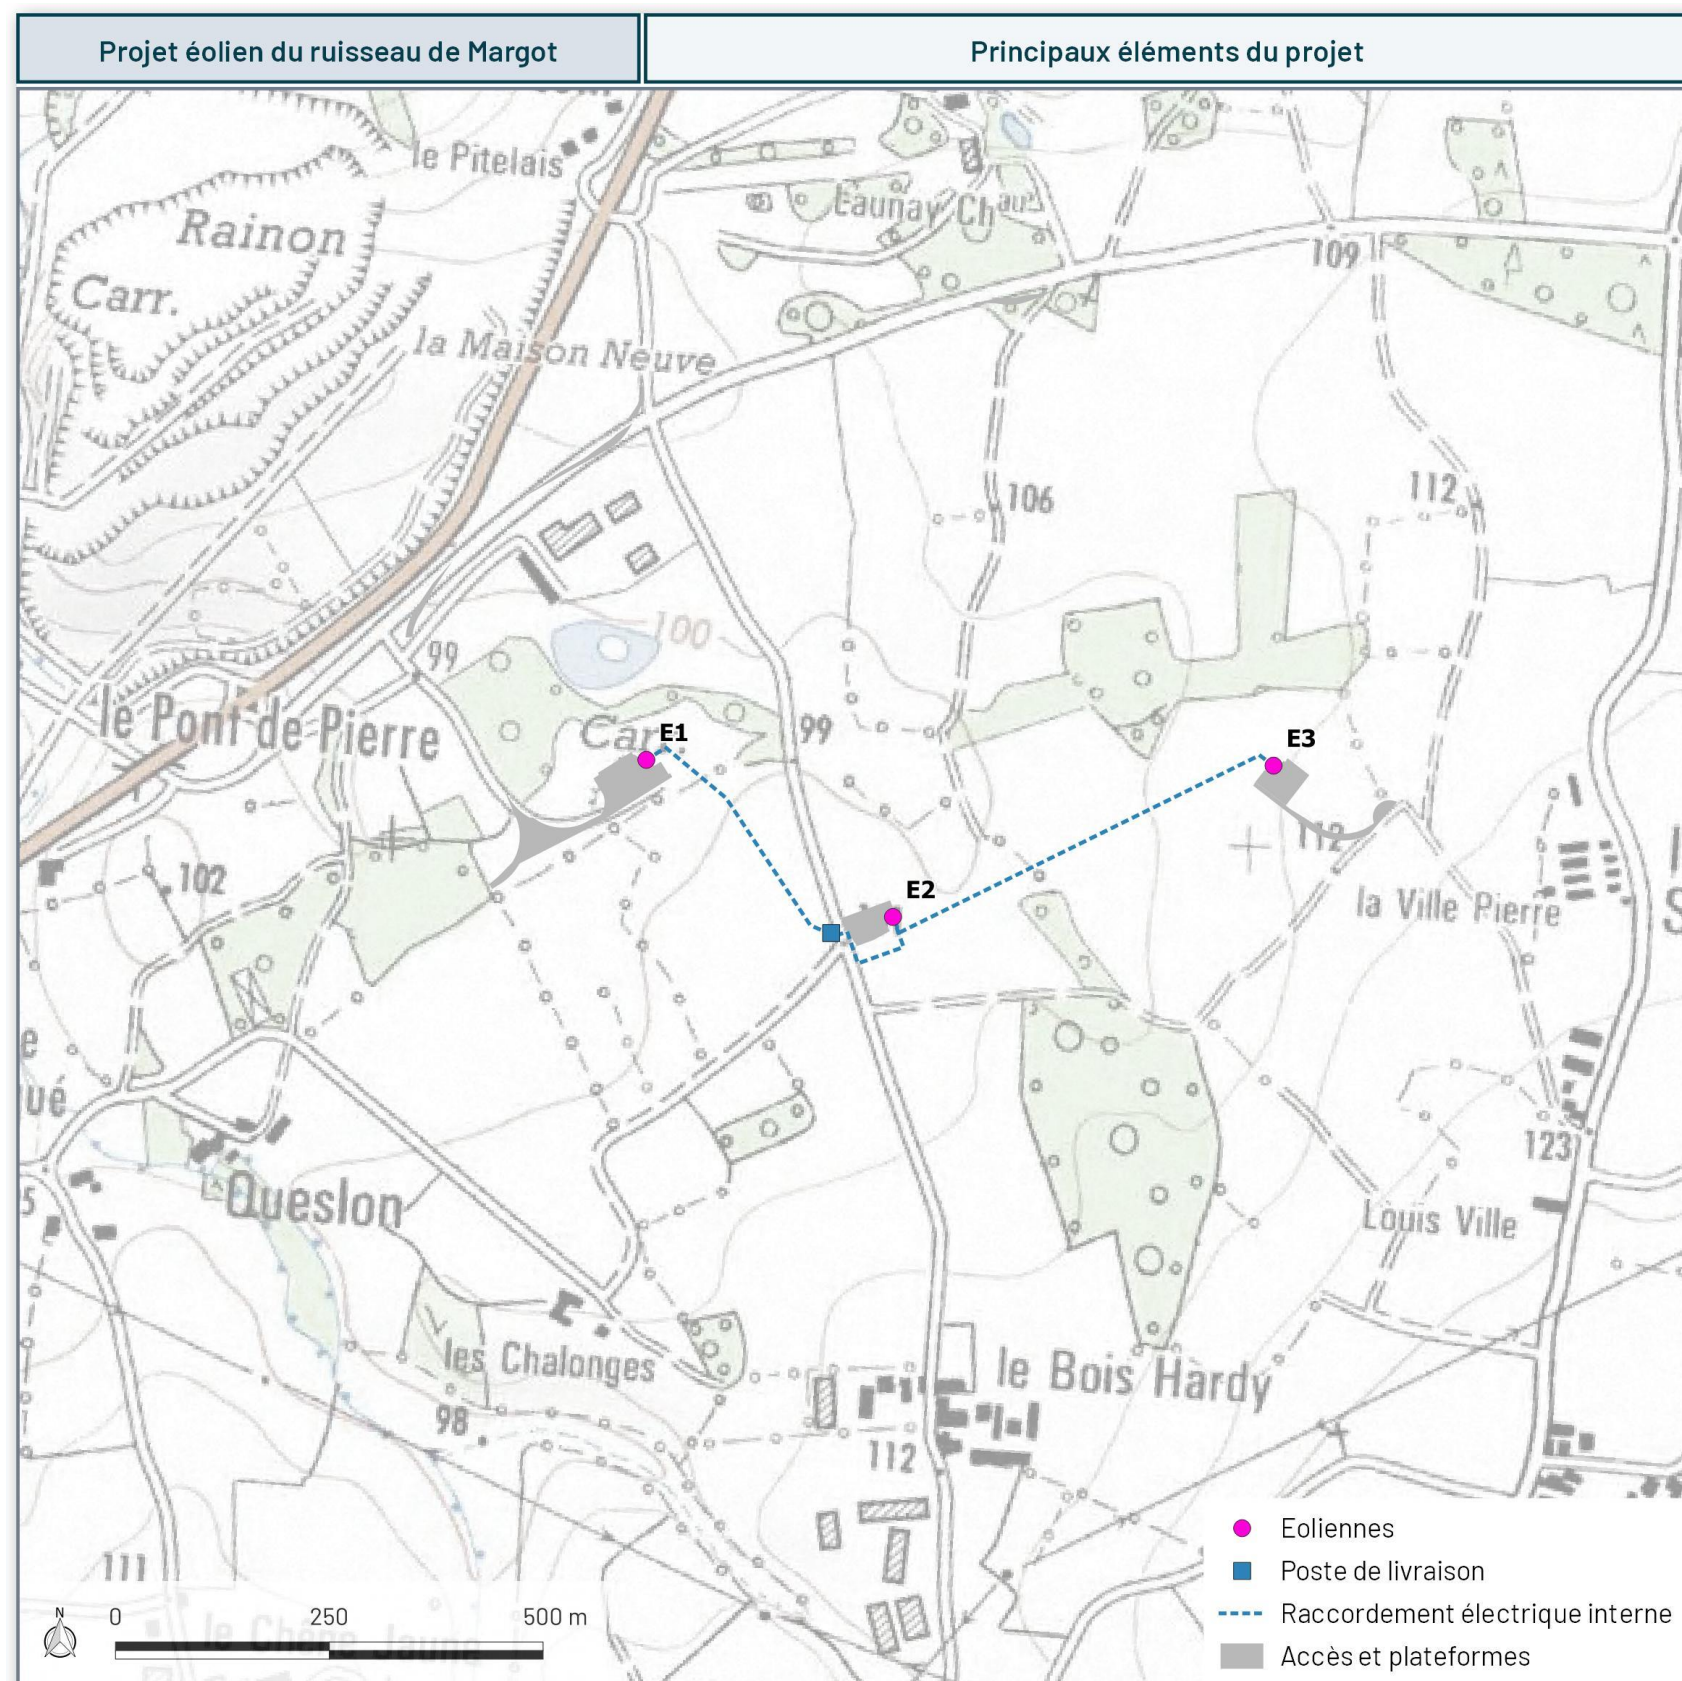 Projet éolien du ruisseau de Margot
Principaux éléments du projet
le Pitelais
Rainon
Launay Chau
109
Carr.
la Maison Neuve
112
106
100
99
le Pont de Pierre
99
Car
E1
E3
112
102
E2
la Ville Pierre
123
Queslon
Louis Ville
les Chalonges
le Bois Hardy
98
112
111
le Chêne Jaune
Eoliennes
Poste de livraison
Raccordement électrique interne
Accès et plateformes
N
0 250 500 m